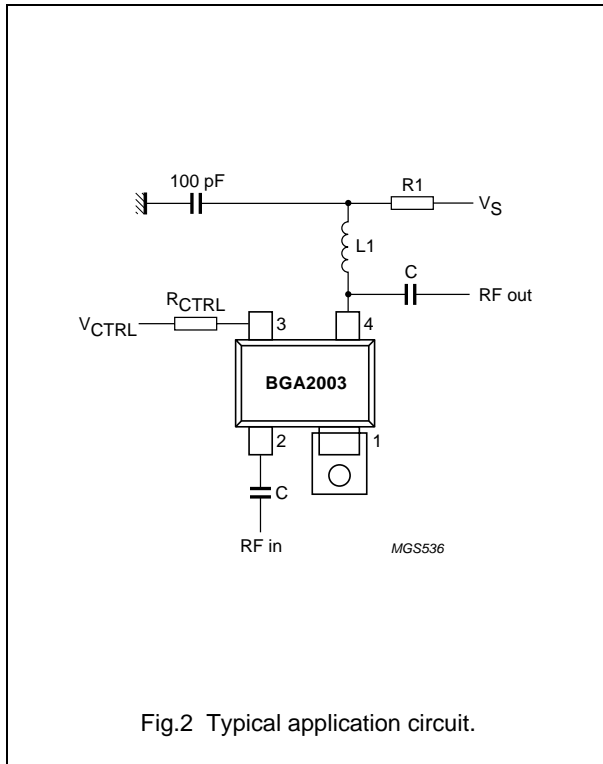 100 pF
R1
VS
L1
C
RF out
RCTRL
VCTRL
3
4
BGA2003
2
1
C
RF in
MGS536
Fig.2 Typical application circuit.